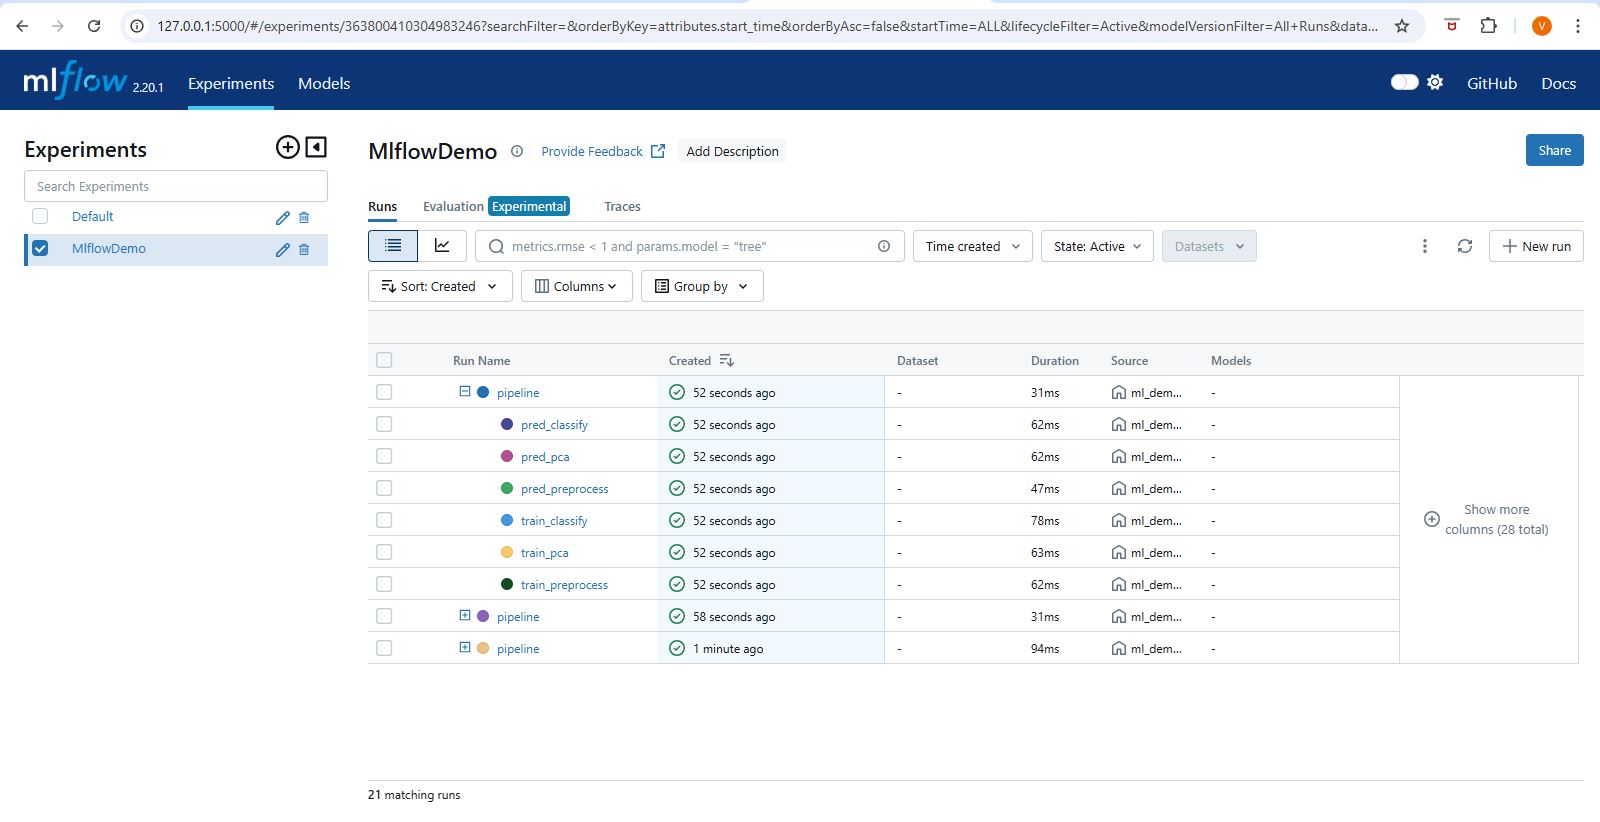 127.0.0.1:5000/#/experiments/363800410304983246?searchFilter=&orderByKey=attributes.start_time&orderByAsc=false&startTime=ALL&lifecycleFilter=Active&modelVersionFilter=All+Runs&data...
V
mlflow 2.20.1 Experiments Models GitHub Docs
Experiments
Search Experiments
Default
MlflowDemo
MlflowDemo Provide Feedback Add Description Share
Runs Evaluation Experimental Traces
metrics.rmse < 1 and params.model = "tree" Time created State: Active Datasets New run
Sort: Created Columns Group by
Run Name Created Dataset Duration Source Models
pipeline 52 seconds ago - 31ms ml_dem... -
pred_classify 52 seconds ago - 62ms ml_dem... -
pred_pca 52 seconds ago - 62ms ml_dem... -
pred_preprocess 52 seconds ago - 47ms ml_dem... -
train_classify 52 seconds ago - 78ms ml_dem... -
train_pca 52 seconds ago - 63ms ml_dem... -
train_preprocess 52 seconds ago - 62ms ml_dem... -
pipeline 58 seconds ago - 31ms ml_dem... -
pipeline 1 minute ago - 94ms ml_dem... -
Show more
columns (28 total)
21 matching runs